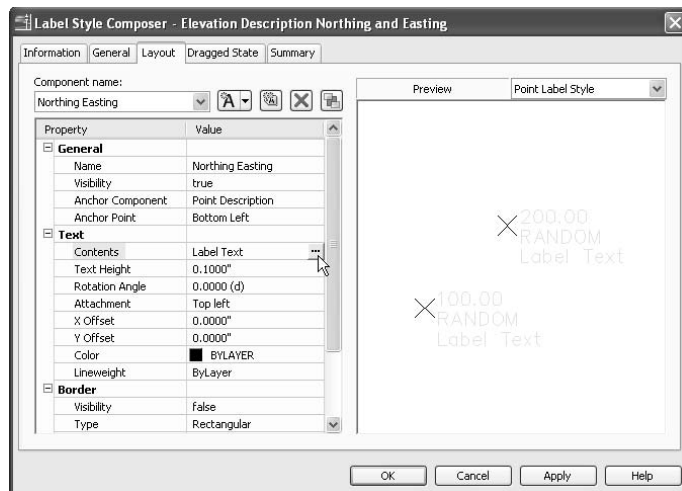 Label Style Composer - Elevation Description Northing and Easting
Information General Layout Dragged State Summary
Component name:
Northing Easting
Preview
Point Label Style
Property Value
General
Name Northing Easting
Visibility true
Anchor Component Point Description
Anchor Point Bottom Left
Text
Contents Label Text ...
Text Height 0.1000"
Rotation Angle 0.0000 (d)
Attachment Top left
X Offset 0.0000"
Y Offset 0.0000"
Color BYLAYER
Lineweight ByLayer
Border
Visibility false
Type Rectangular
200.00
RANDOM
Label Text
100.00
RANDOM
Label Text
OK Cancel Apply Help